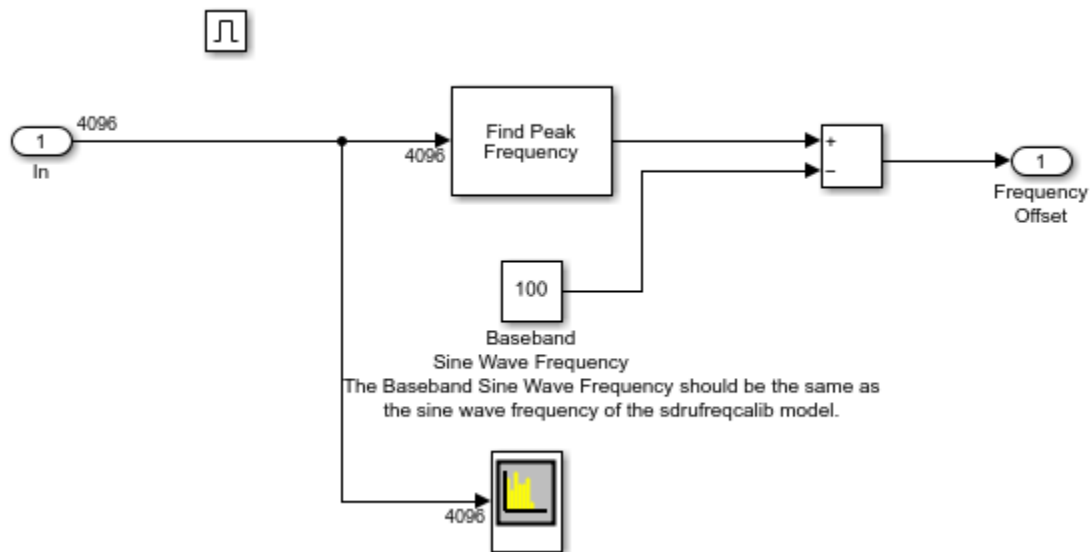 4096
1
In
4096
Find Peak
Frequency
+
−
1
Frequency
Offset
100
Baseband
Sine Wave Frequency
The Baseband Sine Wave Frequency should be the same as
the sine wave frequency of the sdrufreqcalib model.
4096